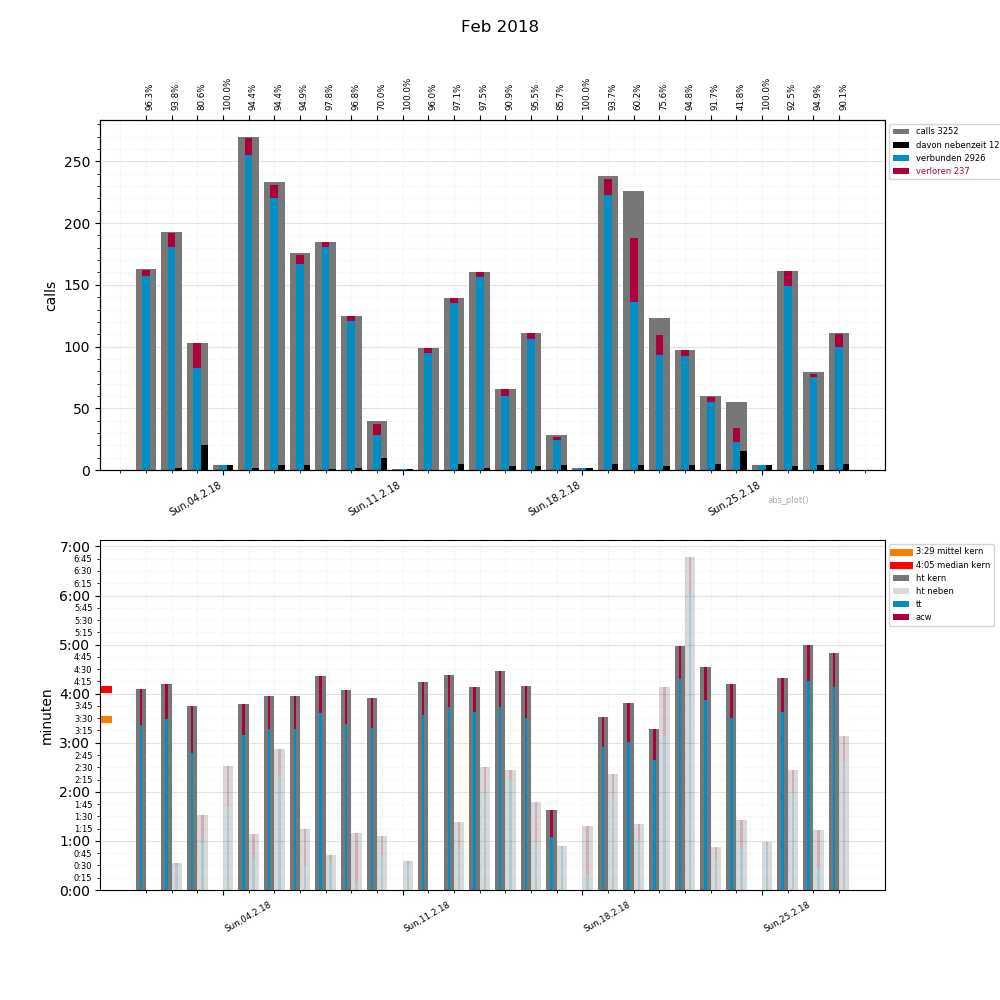 Feb 2018
96.3% 93.8% 80.6% 100.0% 94.4% 94.4% 94.9% 97.8% 96.8% 70.0% 100.0% 96.0% 97.1% 97.5% 90.9% 95.5% 85.7% 100.0% 93.7% 60.2% 75.6% 94.8% 91.7% 41.8% 100.0% 92.5% 94.9% 90.1%
calls 3252
davon nebenzeit 12
verbunden 2926
verloren 237
250
200
150
100
50
0
calls
Sun,04.2.18 Sun,11.2.18 Sun,18.2.18 Sun,25.2.18
abs_plot()
3:29 mittel kern
4:05 median kern
ht kern
ht neben
tt
acw
7:00
6:45
6:30
6:15
6:00
5:45
5:30
5:15
5:00
4:45
4:30
4:15
4:00
3:45
3:30
3:15
3:00
2:45
2:30
2:15
2:00
1:45
1:30
1:15
1:00
0:45
0:30
0:15
0:00
minuten
Sun,04.2.18 Sun,11.2.18 Sun,18.2.18 Sun,25.2.18